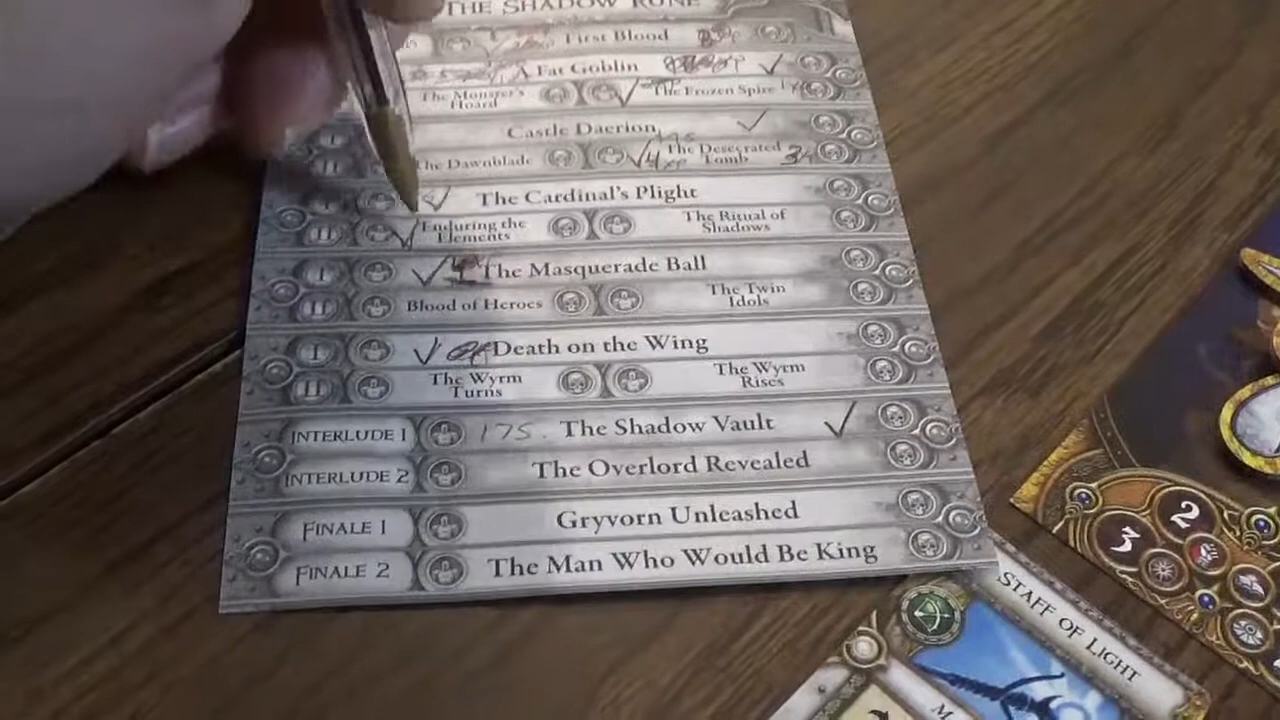 THE SHADOW RUNE
First Blood
A Fat Goblin
The Monster's Hoard The Frozen Spire
I Castle Daerion
II The Dawnblade 4xp The Desecrated Tomb
The Cardinal's Plight
II Enduring the Elements The Ritual of Shadows
I The Masquerade Ball
II Blood of Heroes The Twin Idols
I Death on the Wing
II The Wyrm Turns The Wyrm Rises
INTERLUDE 1 175. The Shadow Vault
INTERLUDE 2 The Overlord Revealed
FINALE 1 Gryvorn Unleashed
FINALE 2 The Man Who Would Be King
3 2
STAFF OF LIGHT